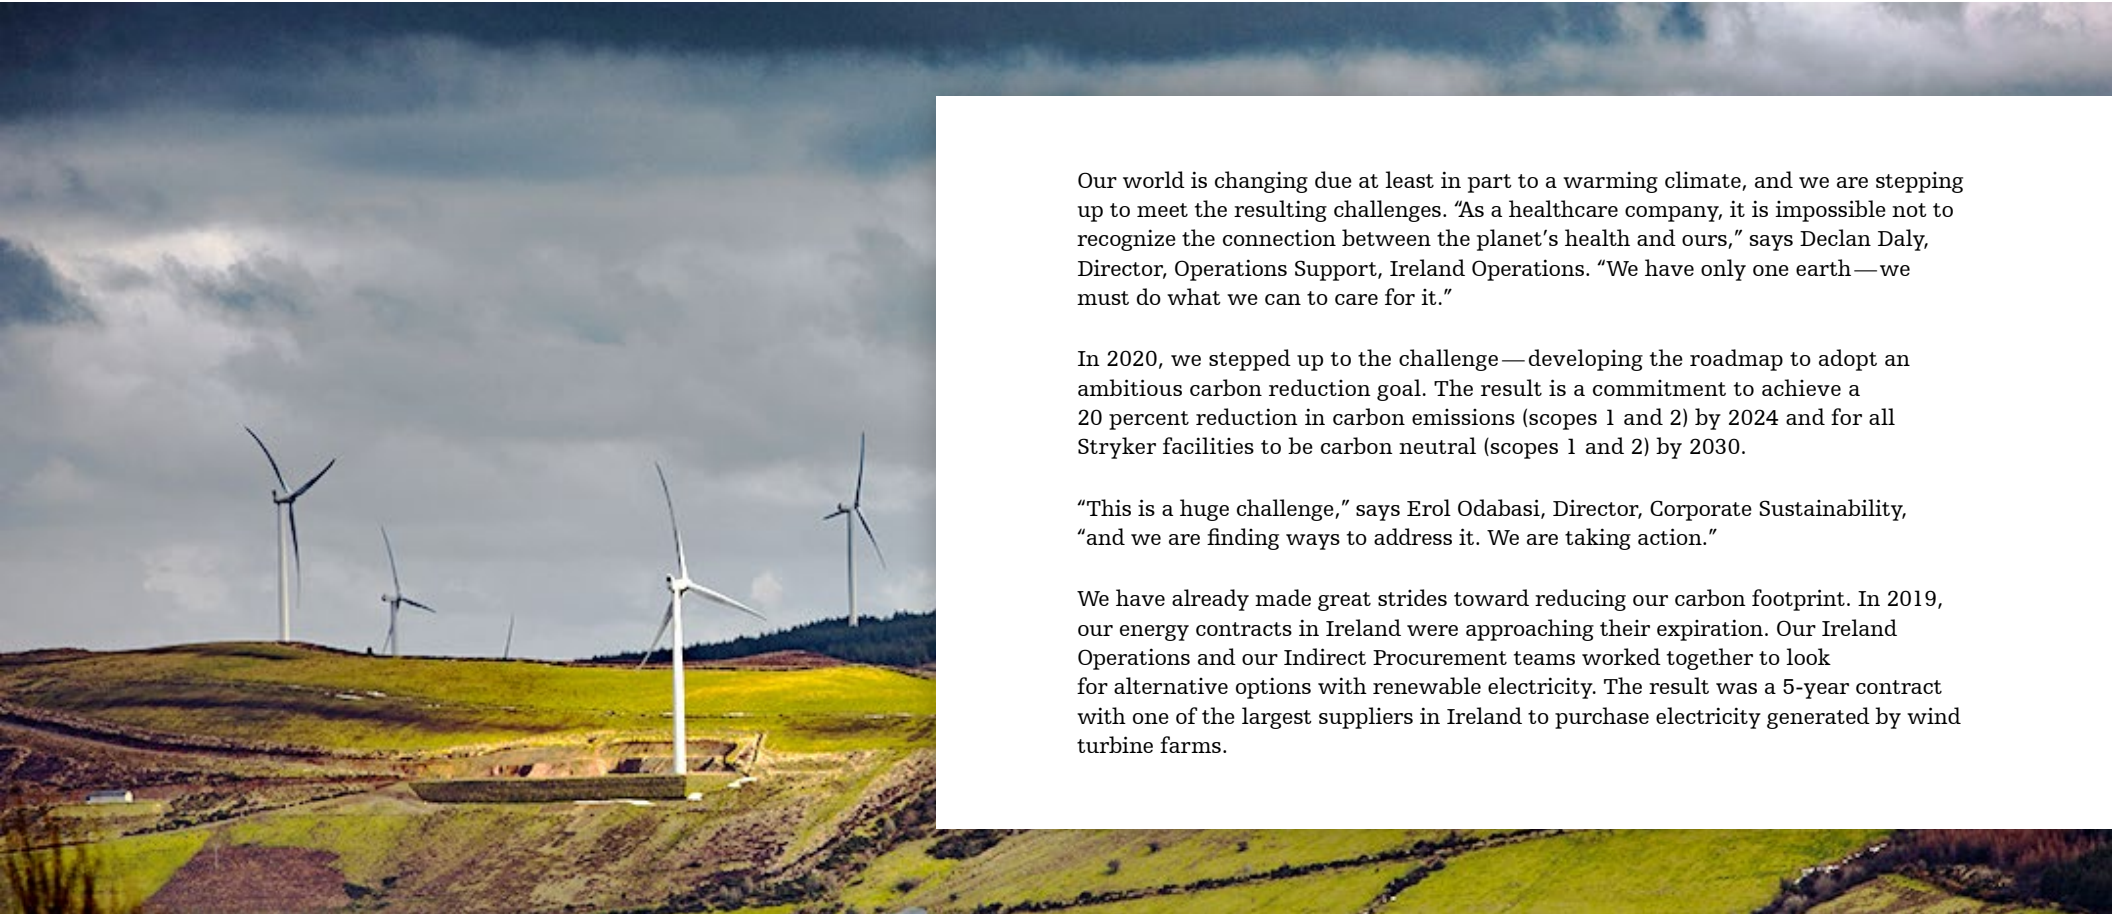 Our world is changing due at least in part to a warming climate, and we are stepping
up to meet the resulting challenges. “As a healthcare company, it is impossible not to
recognize the connection between the planet’s health and ours,” says Declan Daly,
Director, Operations Support, Ireland Operations. “We have only one earth—we
must do what we can to care for it.”
In 2020, we stepped up to the challenge—developing the roadmap to adopt an
ambitious carbon reduction goal. The result is a commitment to achieve a
20 percent reduction in carbon emissions (scopes 1 and 2) by 2024 and for all
Stryker facilities to be carbon neutral (scopes 1 and 2) by 2030.
“This is a huge challenge,” says Erol Odabasi, Director, Corporate Sustainability,
“and we are finding ways to address it. We are taking action.”
We have already made great strides toward reducing our carbon footprint. In 2019,
our energy contracts in Ireland were approaching their expiration. Our Ireland
Operations and our Indirect Procurement teams worked together to look
for alternative options with renewable electricity. The result was a 5-year contract
with one of the largest suppliers in Ireland to purchase electricity generated by wind
turbine farms.